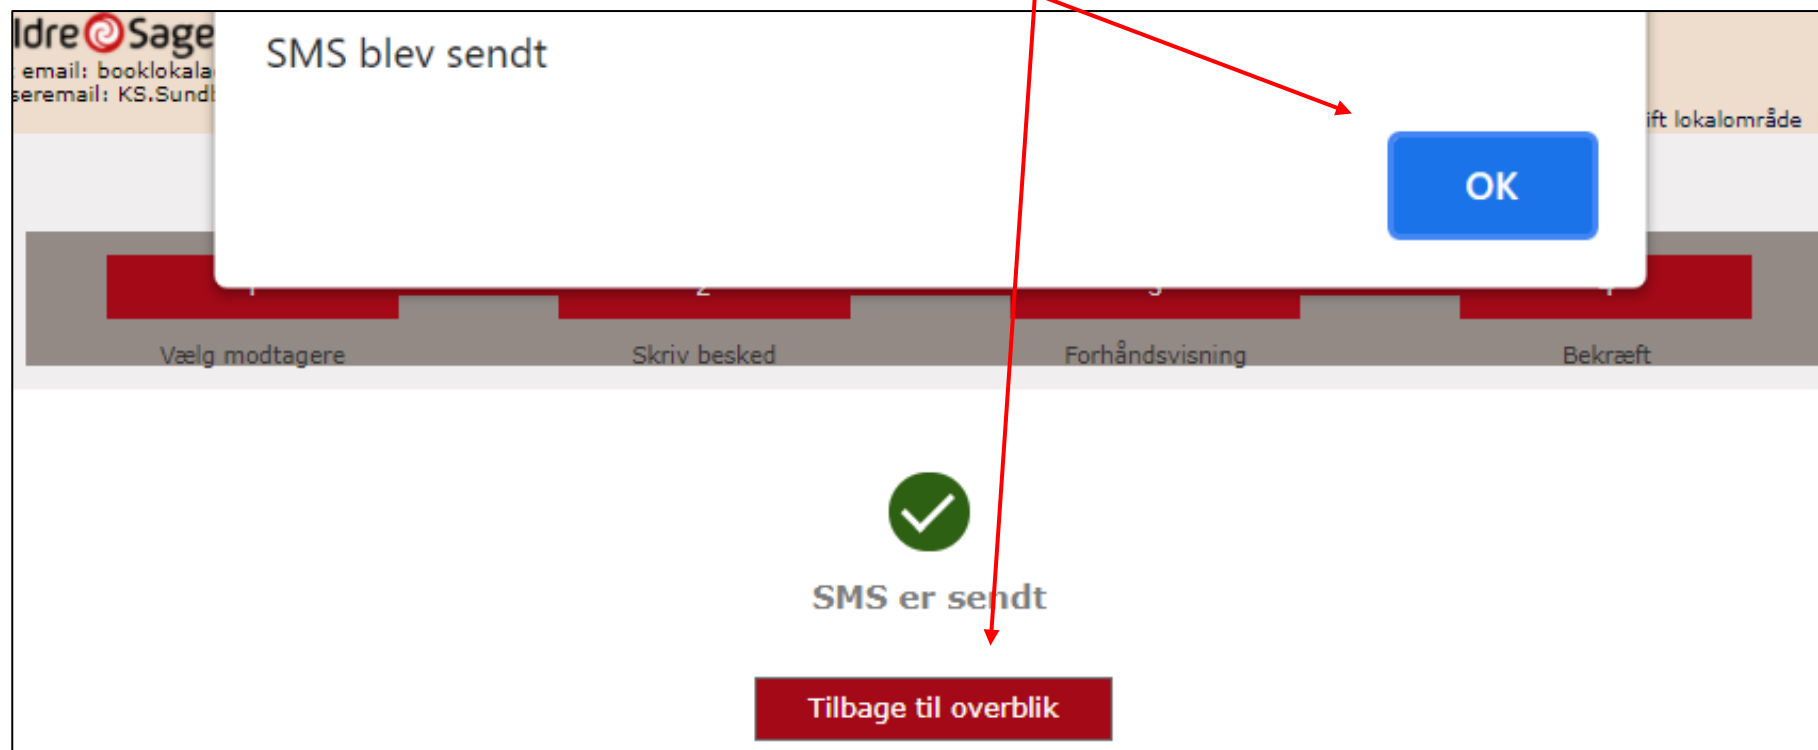 ldre Sage
email: booklokala
seremail: KS.Sund
SMS blev sendt
ift lokalområde
OK
Vælg modtagere
Skriv besked
Forhåndsvisning
Bekræft
SMS er sendt
Tilbage til overblik